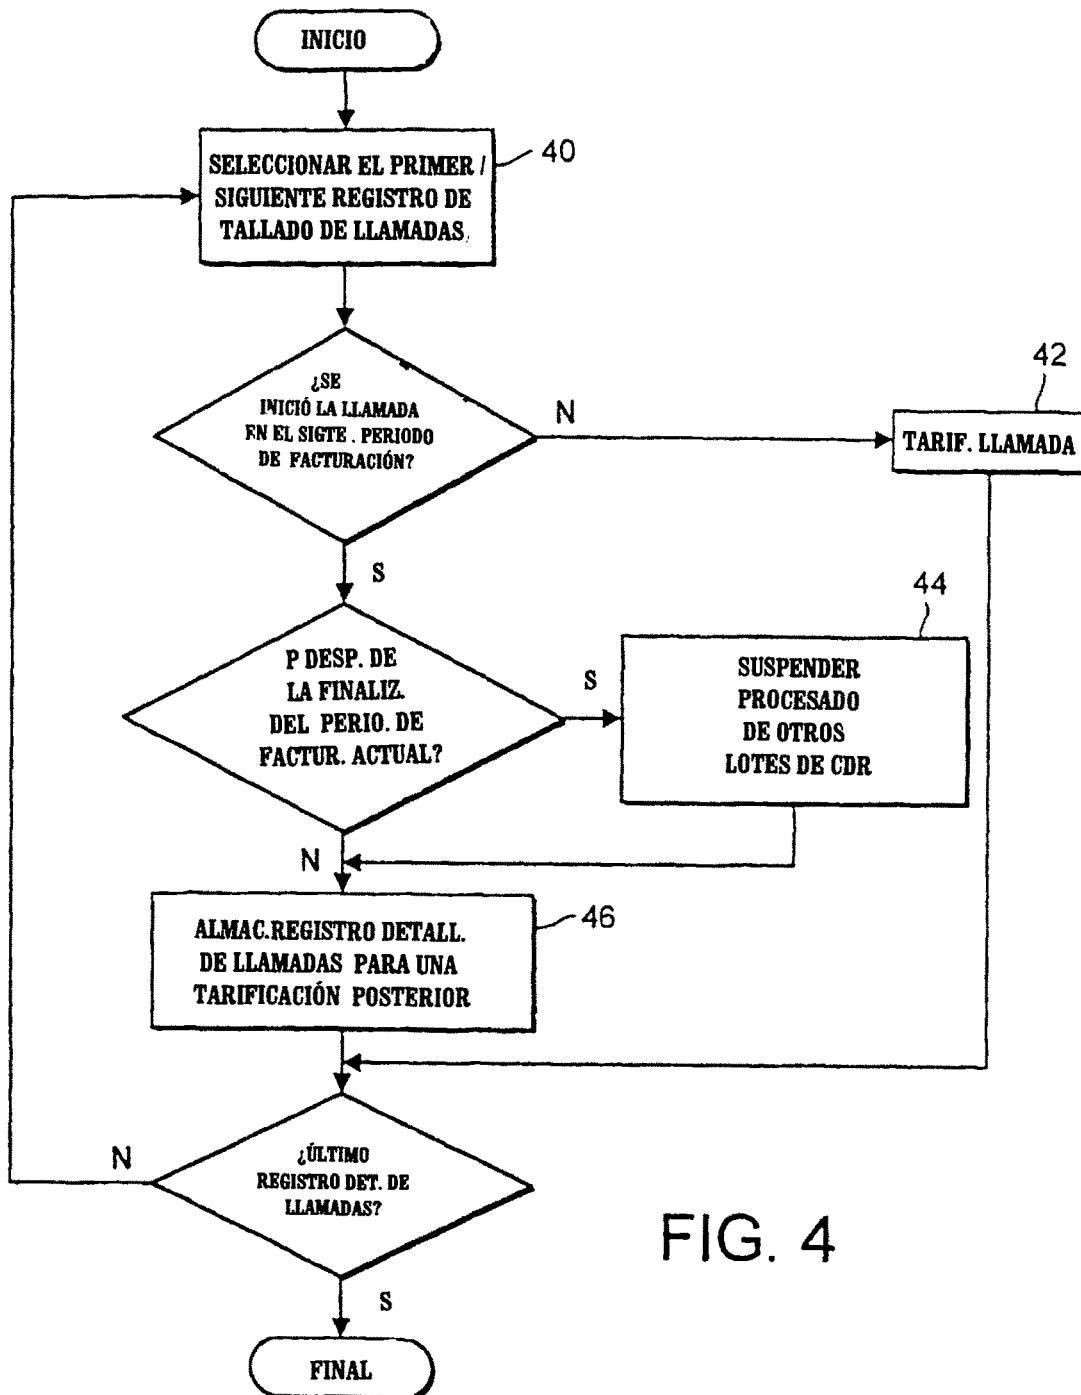 INICIO
SELECCIONAR EL PRIMER /
SIGUIENTE REGISTRO DE
TALLADO DE LLAMADAS
40
¿SE
INICIÓ LA LLAMADA
EN EL SIGTE. PERIODO
DE FACTURACIÓN?
N
42
TARIF. LLAMADA
S
P DESP. DE
LA FINALIZ.
DEL PERIO. DE
FACTUR. ACTUAL?
S
44
SUSPENDER
PROCESADO
DE OTROS
LOTES DE CDR
N
ALMAC.REGISTRO DETALL.
DE LLAMADAS PARA UNA
TARIFICACIÓN POSTERIOR
46
¿ÚLTIMO
REGISTRO DET. DE
LLAMADAS?
N
S
FINAL
FIG. 4